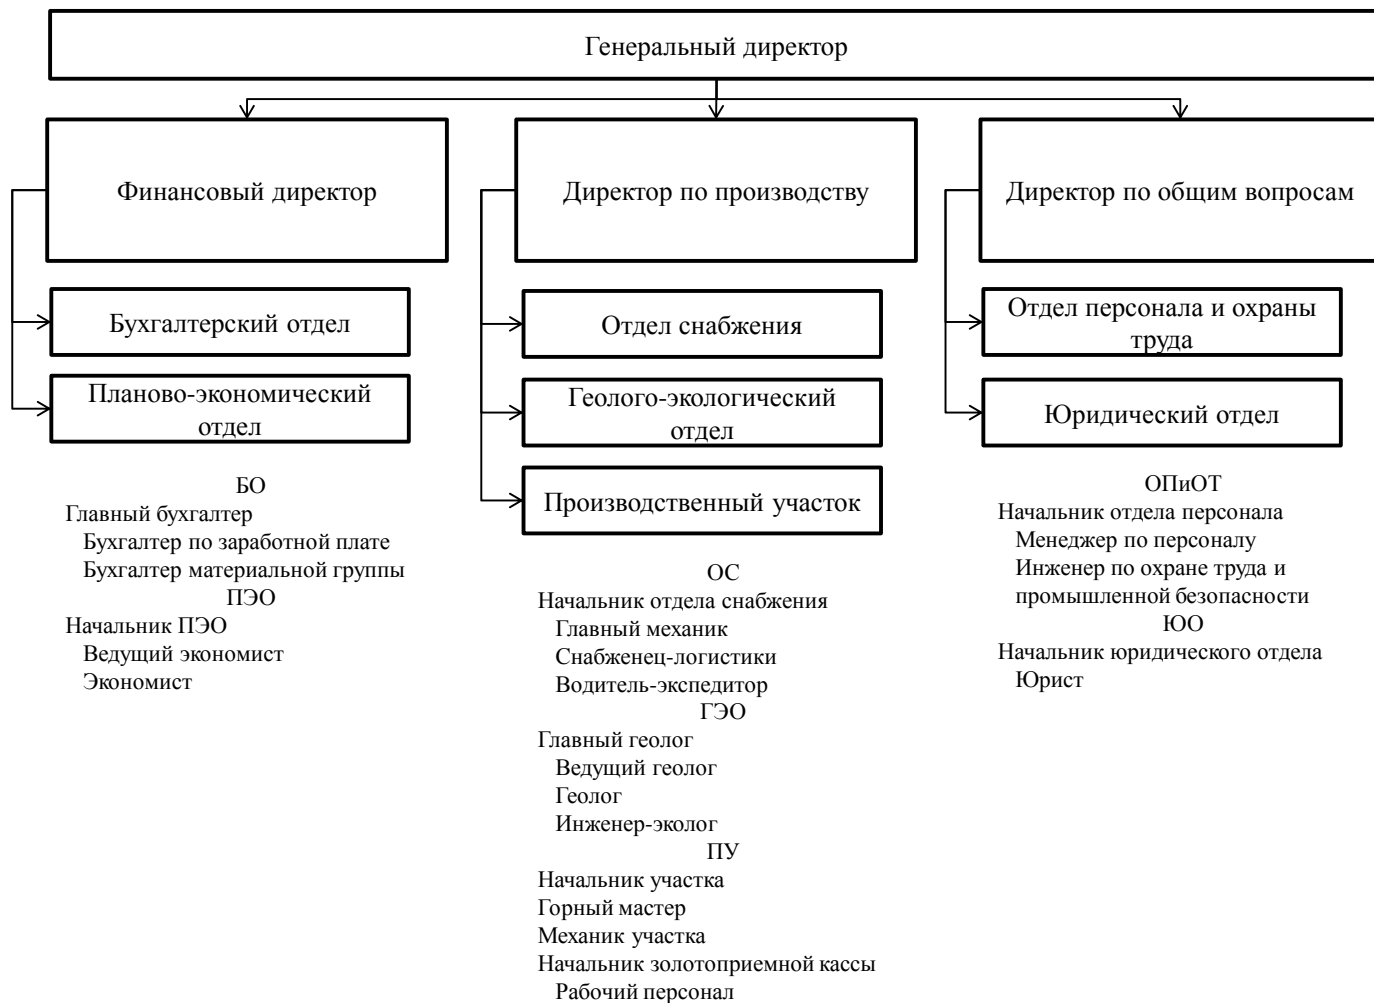 Генеральный директор
Финансовый директор
Директор по производству
Директор по общим вопросам
Бухгалтерский отдел
Планово-экономический
отдел
Отдел снабжения
Геолого-экологический
отдел
Производственный участок
Отдел персонала и охраны
труда
Юридический отдел
БО
Главный бухгалтер
Бухгалтер по заработной плате
Бухгалтер материальной группы
ПЭО
Начальник ПЭО
Ведущий экономист
Экономист
ОС
Начальник отдела снабжения
Главный механик
Снабженец-логистики
Водитель-экспедитор
ГЭО
Главный геолог
Ведущий геолог
Геолог
Инженер-эколог
ПУ
Начальник участка
Горный мастер
Механик участка
Начальник золотоприемной кассы
Рабочий персонал
ОПиОТ
Начальник отдела персонала
Менеджер по персоналу
Инженер по охране труда и
промышленной безопасности
ЮО
Начальник юридического отдела
Юрист